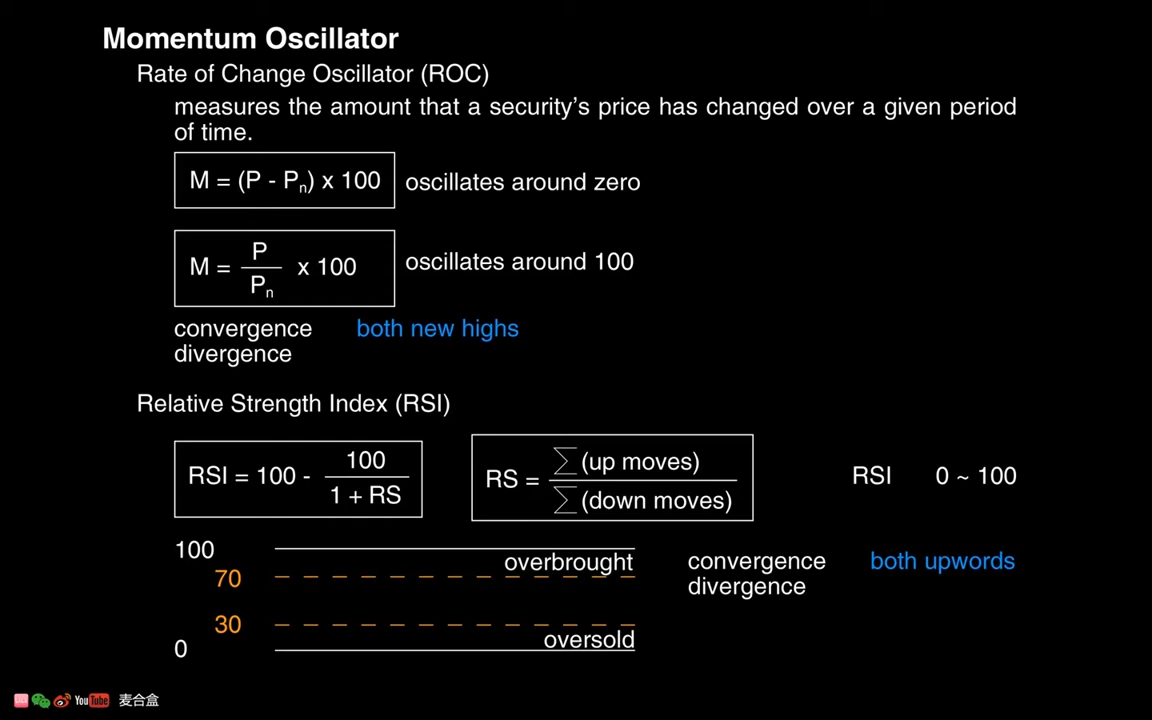 Momentum Oscillator
Rate of Change Oscillator (ROC)
measures the amount that a security's price has changed over a given period
of time.
M = (P - Pn) x 100 oscillates around zero
M = P / Pn x 100 oscillates around 100
convergence both new highs
divergence
Relative Strength Index (RSI)
RSI = 100 - 100 / 1 + RS
RS = ∑ (up moves) / ∑ (down moves)
RSI 0 ~ 100
100
overbrought
70
30
oversold
0
convergence both upwords
divergence
You Tube 麦合盒